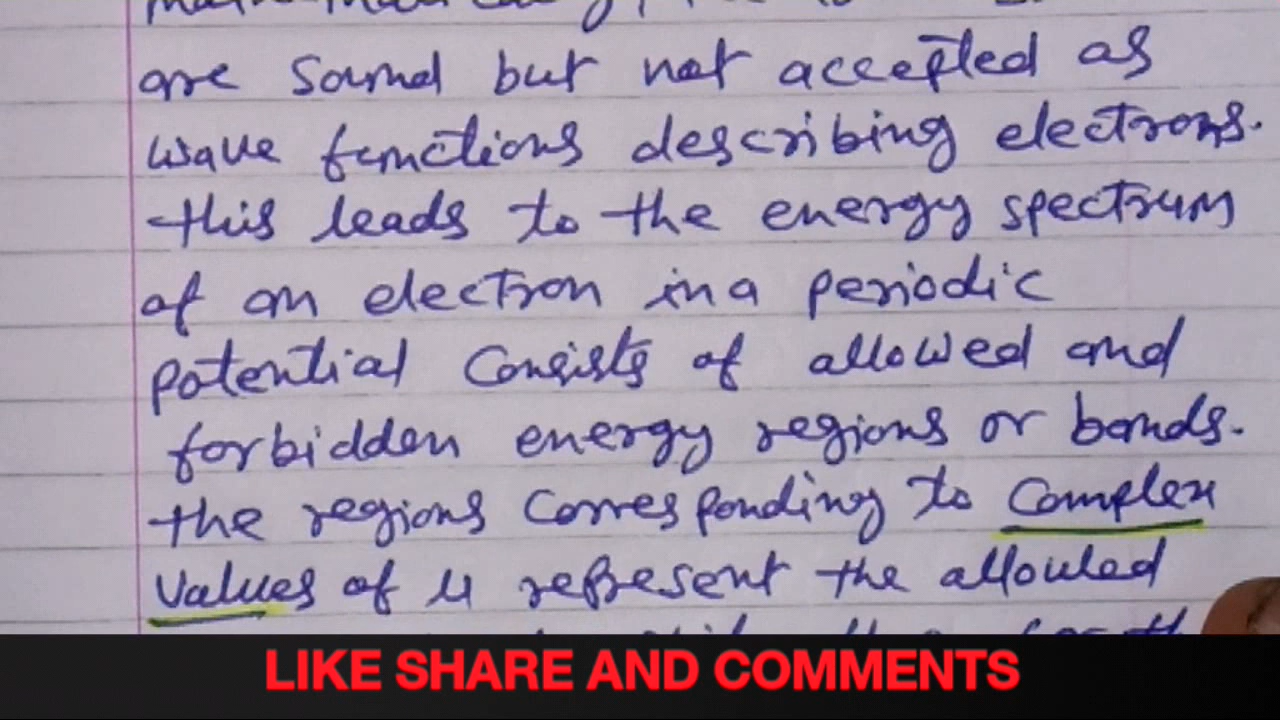 are sound but not accepted as
wave functions describing electrons.
this leads to the energy spectrum
of an electron in a periodic
potential consists of allowed and
forbidden energy regions or bands.
the regions corresponding to complex
values of μ represent the allowed
LIKE SHARE AND COMMENTS